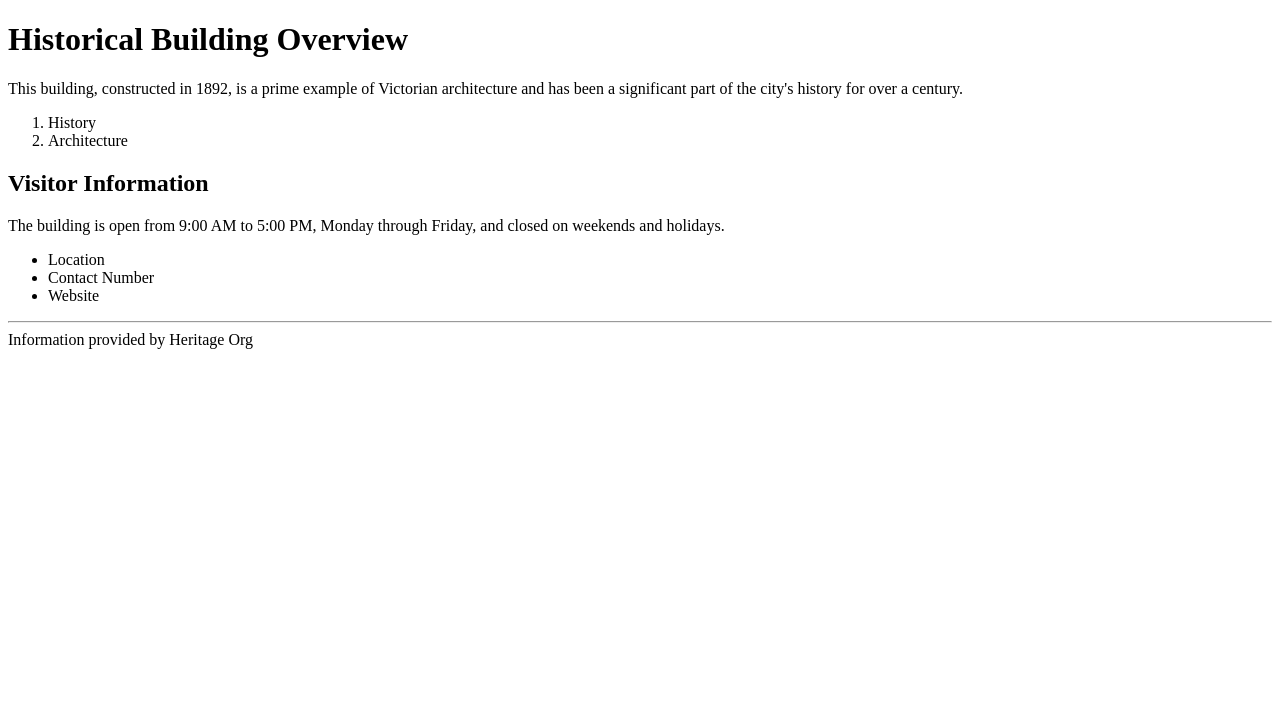 Historical Building Overview
This building, constructed in 1892, is a prime example of Victorian architecture and has been a significant part of the city's history for over a century.
1. History
2. Architecture
Visitor Information
The building is open from 9:00 AM to 5:00 PM, Monday through Friday, and closed on weekends and holidays.
• Location
• Contact Number
• Website
Information provided by Heritage Org